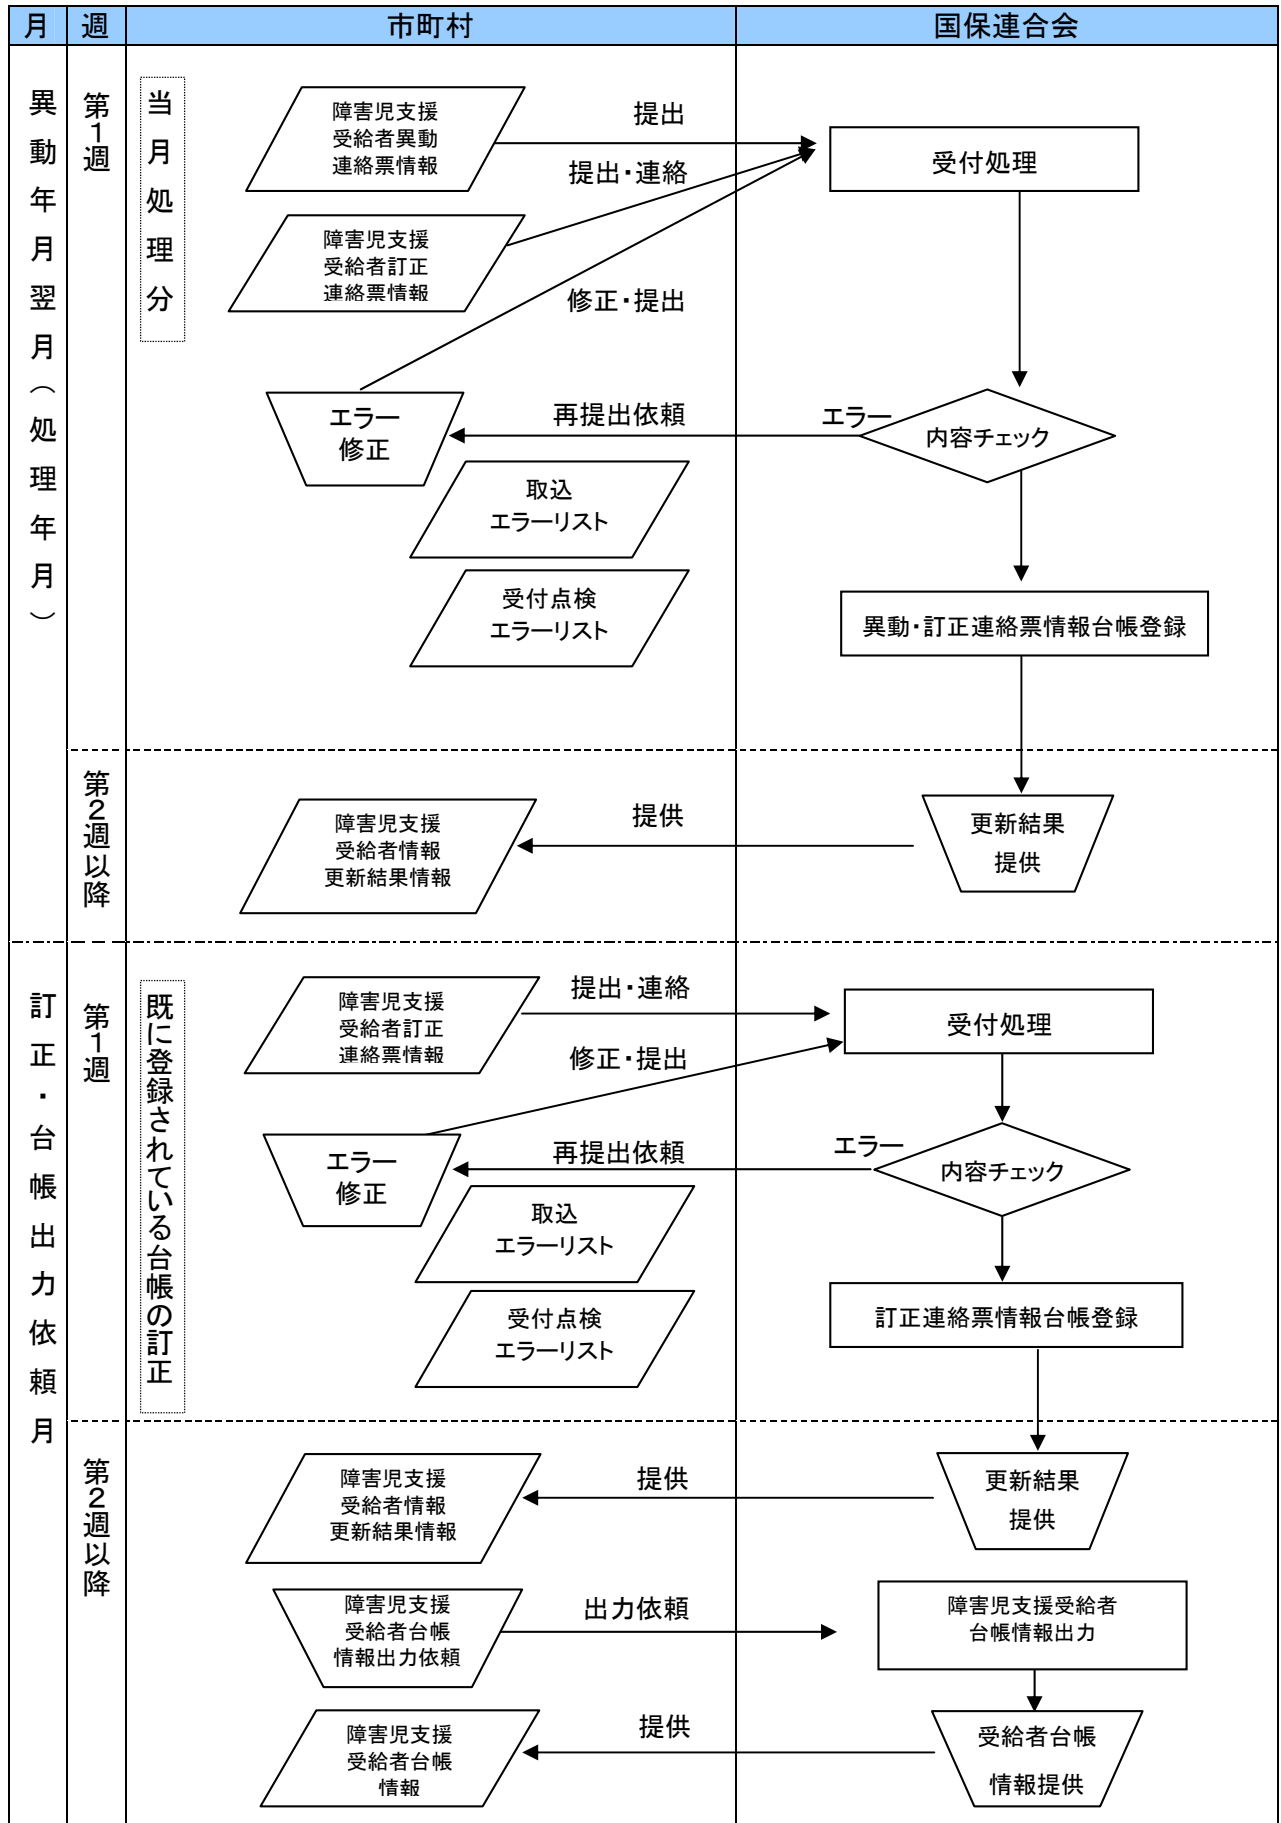 月
週
市町村
国保連合会
異動年月翌月（処理年月）
第1週
当月処理分
障害児支援
受給者異動
連絡票情報
提出
受付処理
提出・連絡
障害児支援
受給者訂正
連絡票情報
修正・提出
エラー
修正
再提出依頼
エラー
内容チェック
取込
エラーリスト
受付点検
エラーリスト
異動・訂正連絡票情報台帳登録
第2週以降
障害児支援
受給者情報
更新結果情報
提供
更新結果
提供
訂正・台帳出力依頼月
第1週
既に登録されている台帳の訂正
障害児支援
受給者訂正
連絡票情報
提出・連絡
受付処理
修正・提出
エラー
修正
再提出依頼
エラー
内容チェック
取込
エラーリスト
受付点検
エラーリスト
訂正連絡票情報台帳登録
第2週以降
障害児支援
受給者情報
更新結果情報
提供
更新結果
提供
障害児支援
受給者台帳
情報出力依頼
出力依頼
障害児支援受給者
台帳情報出力
障害児支援
受給者台帳
情報
提供
受給者台帳
情報提供